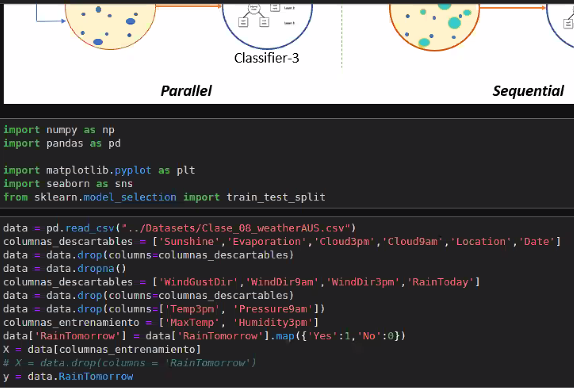 Classifier-3
Parallel
Sequential
import numpy as np
import pandas as pd
import matplotlib.pyplot as plt
import seaborn as sns
from sklearn.model_selection import train_test_split
data = pd.read_csv("../Datasets/Clase_08_weatherAUS.csv")
columnas_descartables = ['Sunshine','Evaporation','Cloud3pm','Cloud9am','Location','Date']
data = data.drop(columns=columnas_descartables)
data = data.dropna()
columnas_descartables = ['WindGustDir','WindDir9am','WindDir3pm','RainToday']
data = data.drop(columns=columnas_descartables)
data = data.drop(columns=['Temp3pm', 'Pressure9am'])
columnas_entrenamiento = ['MaxTemp', 'Humidity3pm']
data['RainTomorrow'] = data['RainTomorrow'].map({'Yes':1,'No':0})
X = data[columnas_entrenamiento]
# X = data.drop(columns = 'RainTomorrow')
y = data.RainTomorrow